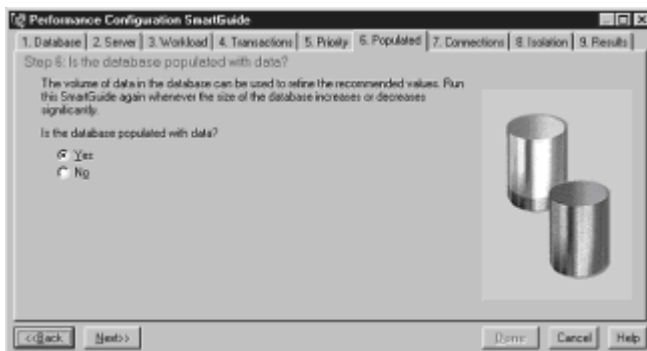 Performance Configuration SmartGuide
1. Database 2. Server 3. Workload 4. Transactions 5. Priority 6. Populated 7. Connections 8. Isolation 9. Results
Step 6: Is the database populated with data?
The volume of data in the database can be used to refine the recommended values. Run
this SmartGuide again whenever the size of the database increases or decreases
significantly.
Is the database populated with data?
Yes
No
<<Back Next>> Done Cancel Help